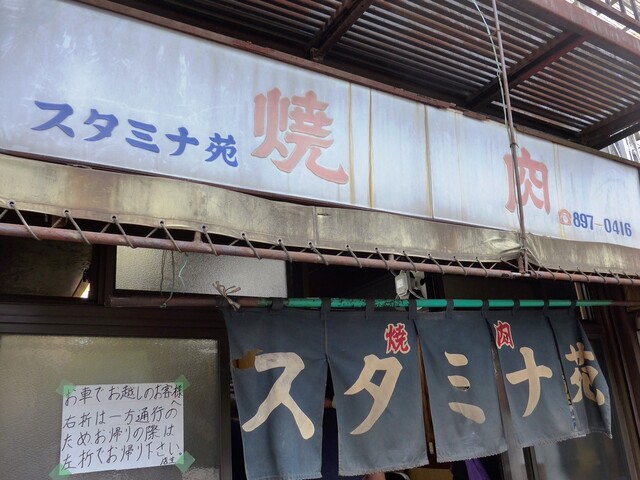 スタミナ苑 焼肉 ☎897-0416
焼肉
スタミナ苑
お車でお越しのお客様へ
右折は一方通行の
ためお帰りの際は
左折でお帰り下さい。
店主